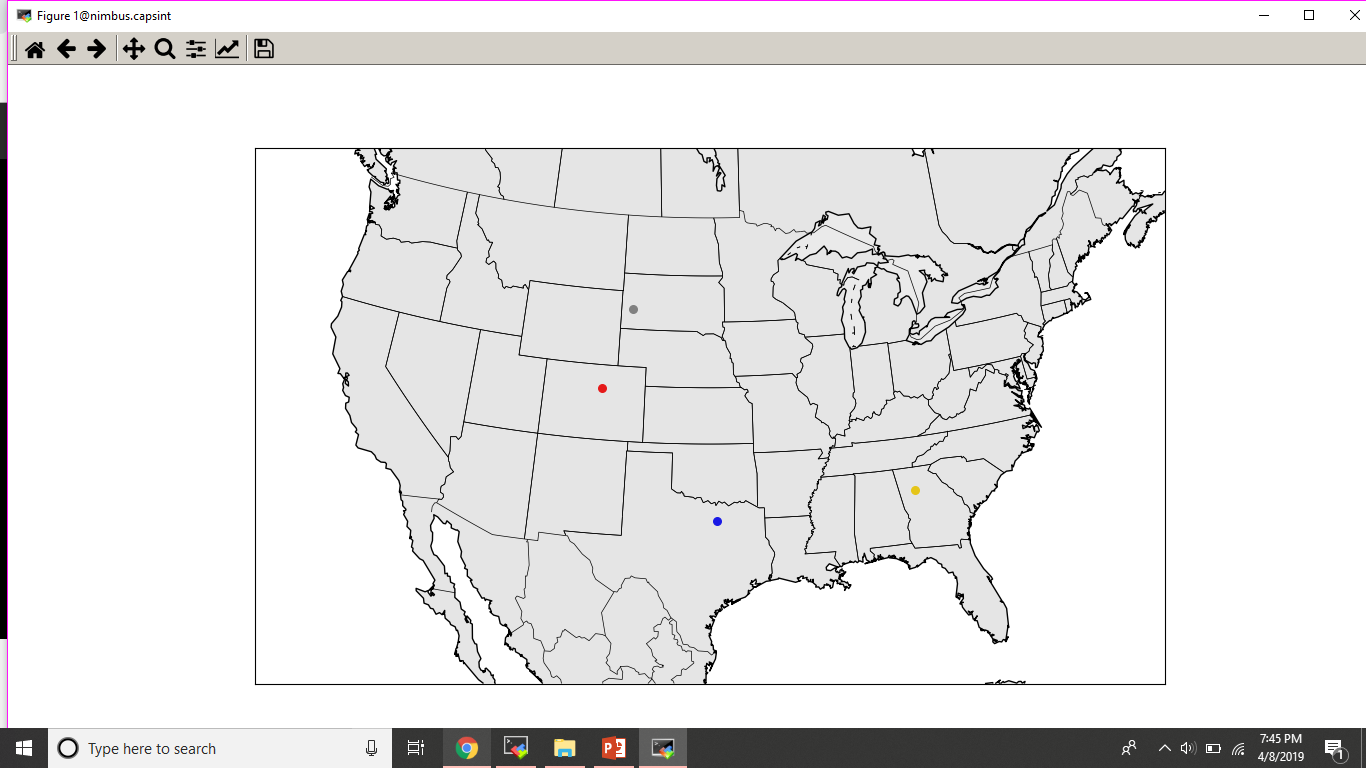 Figure 1@nimbus.capsint
Type here to search
7:45 PM
4/8/2019
1